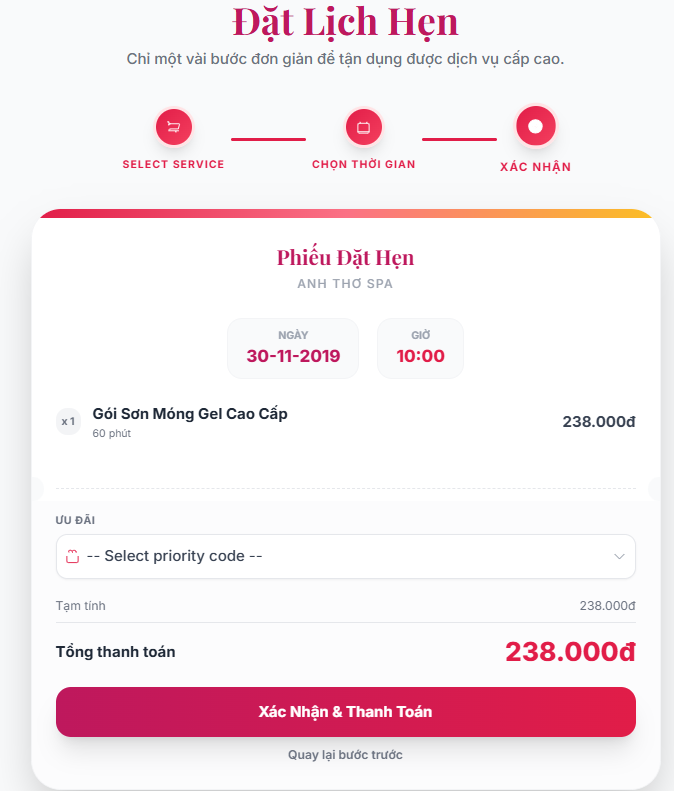 Đặt Lịch Hẹn
Chỉ một vài bước đơn giản để tận dụng được dịch vụ cấp cao.
SELECT SERVICE
CHỌN THỜI GIAN
XÁC NHẬN
Phiếu Đặt Hẹn
ANH THƠ SPA
NGÀY
30-11-2019
GIỜ
10:00
x 1
Gói Sơn Móng Gel Cao Cấp
238.000đ
60 phút
ƯU ĐÃI
-- Select priority code --
Tạm tính
238.000đ
Tổng thanh toán
238.000đ
Xác Nhận & Thanh Toán
Quay lại bước trước